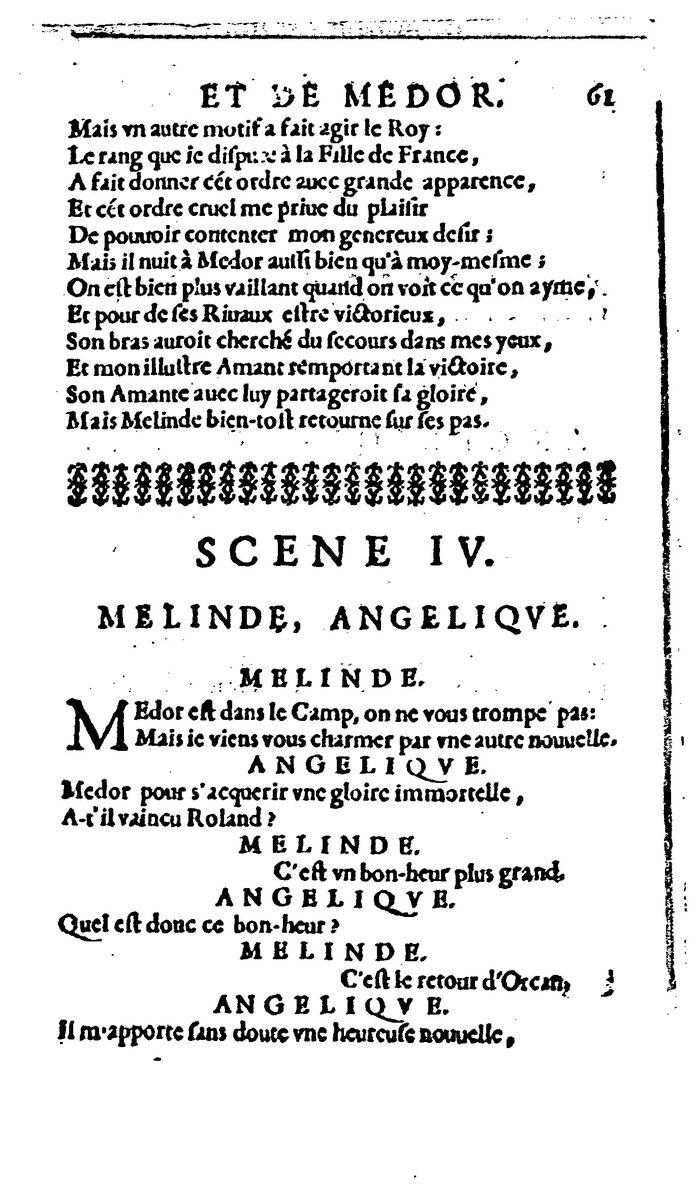 ET DE MEDOR. 61
Mais vn autre motif a fait agir le Roy:
Le rang que ie dispute à la Fille de France,
A fait donner cét ordre auec grande apparence,
Et cét ordre cruel me priue du plaisir
De pouuoir contenter mon genereux desir;
Mais il nuit à Medor aussi bien qu'à moy-mesme;
On est bien plus vaillant quand on voit ce qu'on ayme,
Et pour de ses Riuaux estre victorieux,
Son bras auroit cherché du secours dans mes yeux,
Et mon illustre Amant remportant la victoire,
Son Amante auec luy partageroit sa gloire,
Mais Melinde bien-tost retourne sur ses pas.
SCENE IV.
MELINDE, ANGELIQVE.
MELINDE.
MEdor est dans le Camp, on ne vous trompe pas:
Mais ie viens vous charmer par vne autre nouuelle.
ANGELIQVE.
Medor pour s'acquerir vne gloire immortelle,
A-t'il vaincu Roland?
MELINDE.
C'est vn bon-heur plus grand.
ANGELIQVE.
Quel est donc ce bon-heur?
MELINDE.
C'est le retour d'Orcan,
ANGELIQVE.
Il m'apporte sans doute vne heureuse nouuelle,